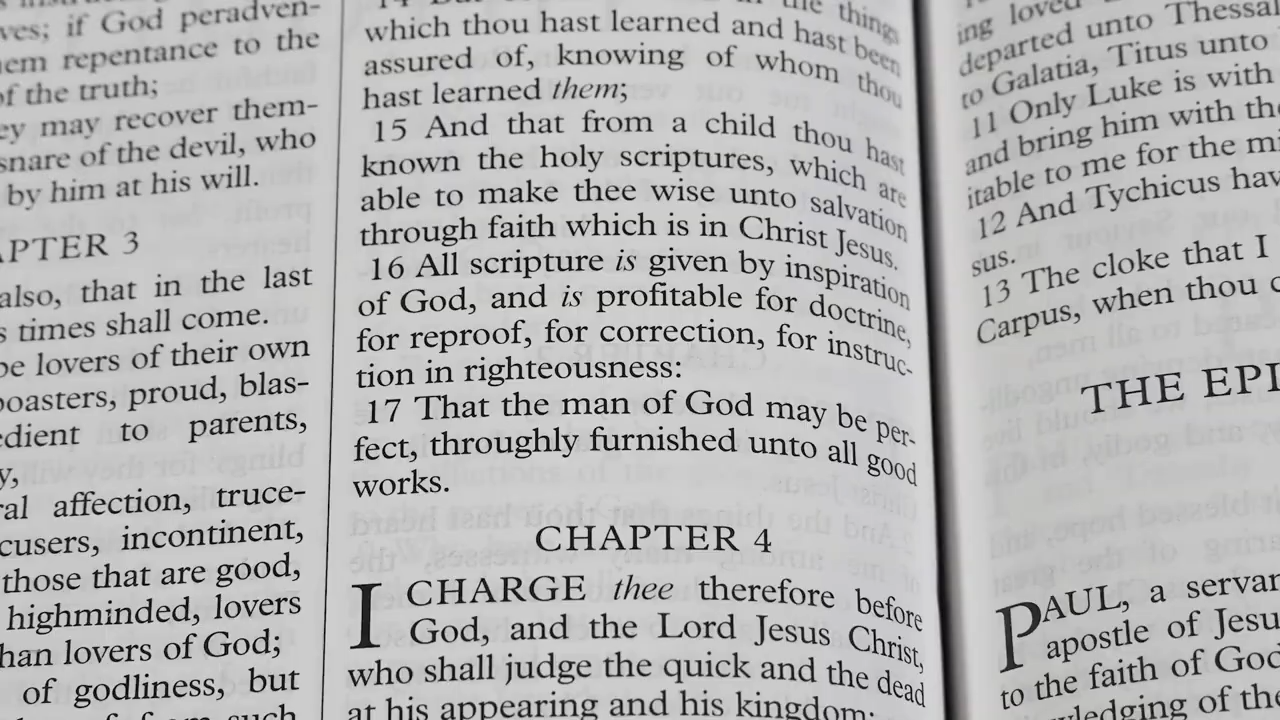 ves; if God peradven-
em repentance to the
of the truth;
ey may recover them-
snare of the devil, who
by him at his will.
APTER 3
also, that in the last
s times shall come.
be lovers of their own
boasters, proud, blas-
edient to parents,
y,
ral affection, truce-
cusers, incontinent,
those that are good,
highminded, lovers
han lovers of God;
of godliness, but
such
14 But the things
which thou hast learned and hast been
assured of, knowing of whom thou
hast learned them;
15 And that from a child thou hast
known the holy scriptures, which are
able to make thee wise unto salvation
through faith which is in Christ Jesus.
16 All scripture is given by inspiration
of God, and is profitable for doctrine,
for reproof, for correction, for instruc-
tion in righteousness:
17 That the man of God may be per-
fect, throughly furnished unto all good
works.
CHAPTER 4
I CHARGE thee therefore before
God, and the Lord Jesus Christ,
who shall judge the quick and the dead
at his appearing and his kingdom;
ing loved
departed unto Thessal
to Galatia, Titus unto
11 Only Luke is with
and bring him with the
itable to me for the mi
12 And Tychicus hav
sus.
13 The cloke that I
Carpus, when thou c
THE EPI
PAUL, a servan
apostle of Jesu
to the faith of God
wledging of the